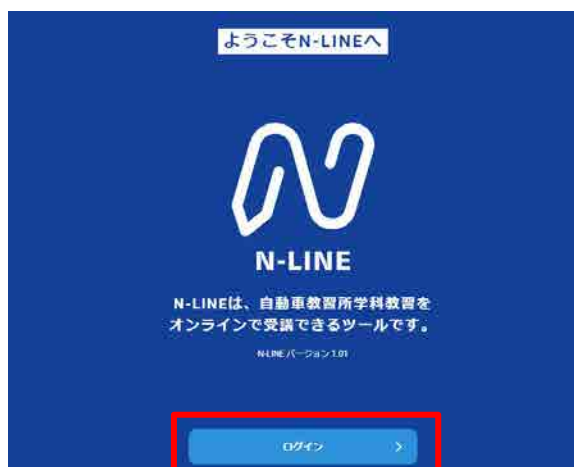 ようこそN-LINEへ
N-LINE
N-LINEは、自動車教習所学科教習を
オンラインで受講できるツールです。
N-LINE バージョン 1.01
ログイン